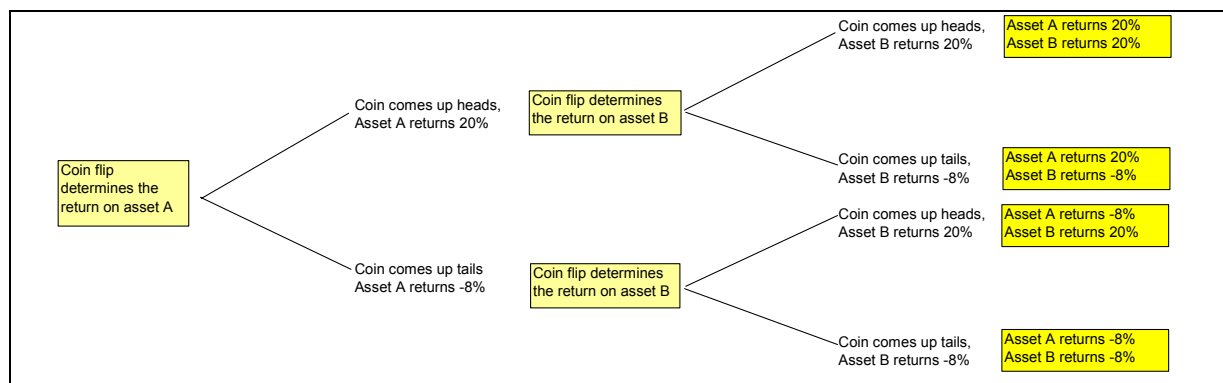 Coin flip
determines the
return on asset A
Coin comes up heads,
Asset A returns 20%
Coin comes up tails
Asset A returns -8%
Coin flip determines
the return on asset B
Coin flip determines
the return on asset B
Coin comes up heads,
Asset B returns 20%
Asset A returns 20%
Asset B returns 20%
Coin comes up tails,
Asset B returns -8%
Asset A returns 20%
Asset B returns -8%
Coin comes up heads,
Asset B returns 20%
Asset A returns -8%
Asset B returns 20%
Coin comes up tails,
Asset B returns -8%
Asset A returns -8%
Asset B returns -8%